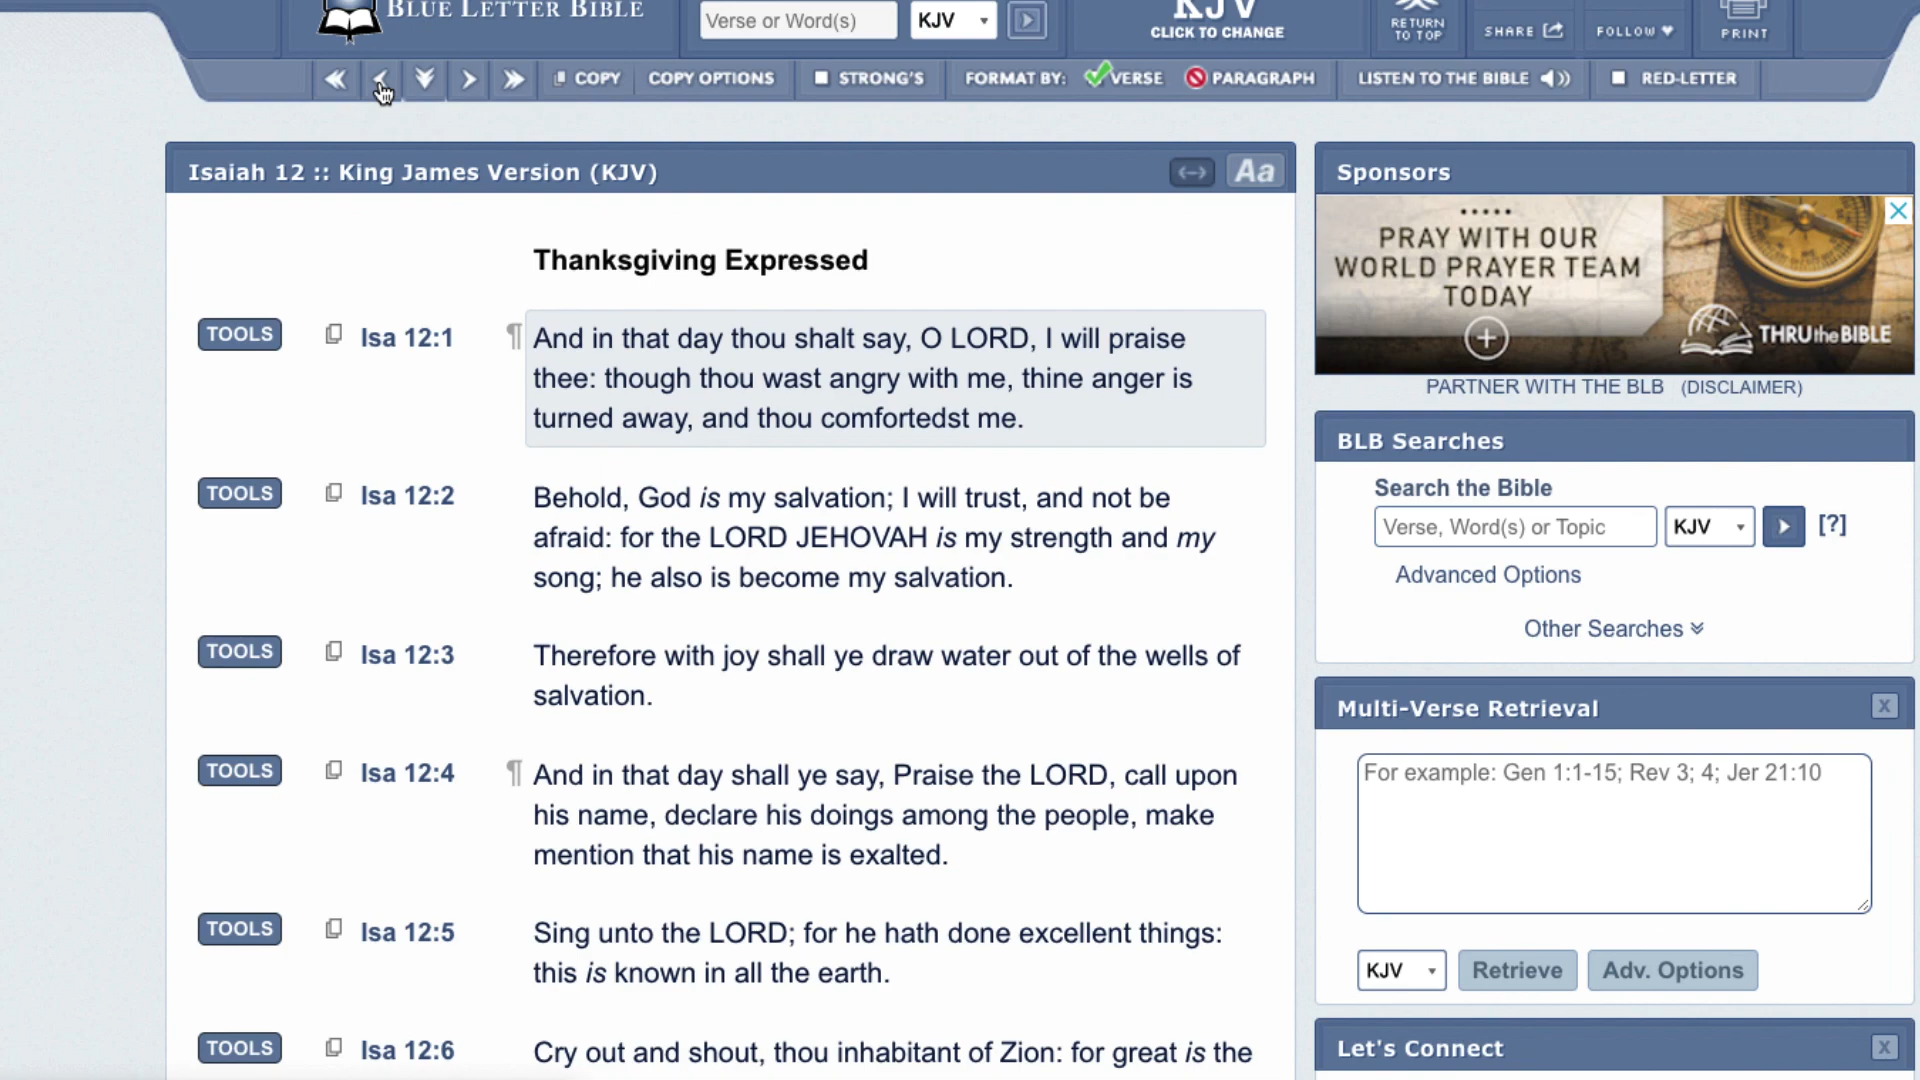 BLUE LETTER BIBLE
Verse or Word(s)
KJV
KJV
CLICK TO CHANGE
RETURN
TO TOP
SHARE
FOLLOW
PRINT
COPY
COPY OPTIONS
STRONG'S
FORMAT BY:
VERSE
PARAGRAPH
LISTEN TO THE BIBLE
RED-LETTER
Isaiah 12 :: King James Version (KJV)
Aa
Thanksgiving Expressed
TOOLS
Isa 12:1
¶ And in that day thou shalt say, O LORD, I will praise
thee: though thou wast angry with me, thine anger is
turned away, and thou comfortedst me.
TOOLS
Isa 12:2
Behold, God is my salvation; I will trust, and not be
afraid: for the LORD JEHOVAH is my strength and my
song; he also is become my salvation.
TOOLS
Isa 12:3
Therefore with joy shall ye draw water out of the wells of
salvation.
TOOLS
Isa 12:4
¶ And in that day shall ye say, Praise the LORD, call upon
his name, declare his doings among the people, make
mention that his name is exalted.
TOOLS
Isa 12:5
Sing unto the LORD; for he hath done excellent things:
this is known in all the earth.
TOOLS
Isa 12:6
Cry out and shout, thou inhabitant of Zion: for great is the
Sponsors
PRAY WITH OUR
WORLD PRAYER TEAM
TODAY
THRU the BIBLE
PARTNER WITH THE BLB (DISCLAIMER)
BLB Searches
Search the Bible
Verse, Word(s) or Topic
KJV
[?]
Advanced Options
Other Searches
Multi-Verse Retrieval
X
For example: Gen 1:1-15; Rev 3; 4; Jer 21:10
KJV
Retrieve
Adv. Options
Let's Connect
X